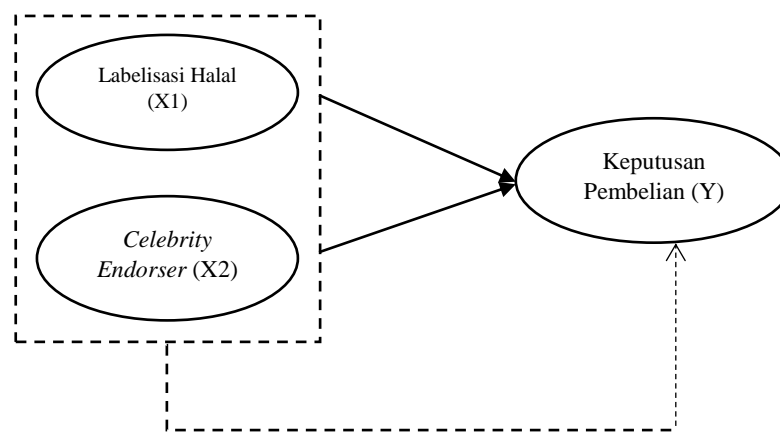 Labelisasi Halal
(X1)
Celebrity
Endorser (X2)
Keputusan
Pembelian (Y)